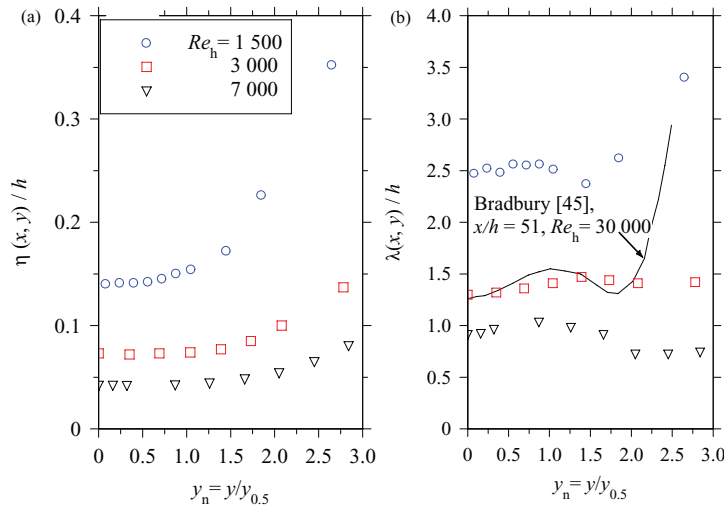 (a)
Re_h = 1 500
3 000
7 000
η (x, y) / h
0.4
0.3
0.2
0.1
0
0 0.5 1.0 1.5 2.0 2.5 3.0
y_n = y/y_0.5
(b)
λ(x, y) / h
4.0
3.5
3.0
2.5
2.0
1.5
1.0
0.5
0
Bradbury [45],
x/h = 51, Re_h = 30 000
0 0.5 1.0 1.5 2.0 2.5 3.0
y_n = y/y_0.5